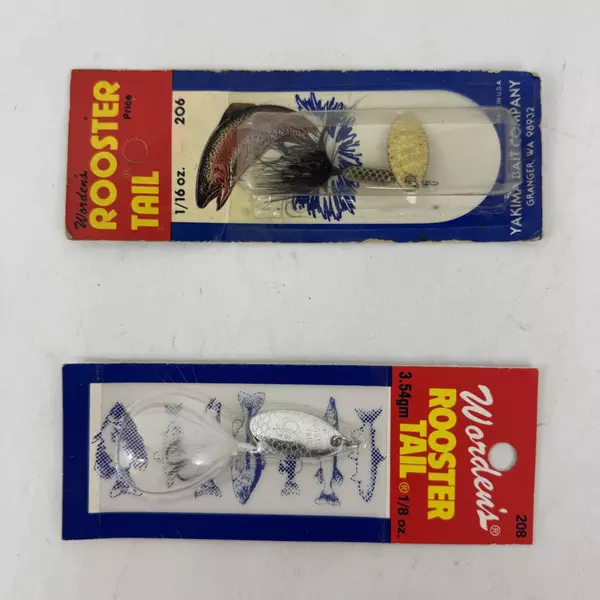 Worden's
ROOSTER
TAIL®
Price
1/16 oz.
206
YAKIMA BAIT COMPANY
GRANGER, WA 98932
IN U.S.A.
Worden's®
ROOSTER
TAIL® 1/8 oz.
3.54gm
208